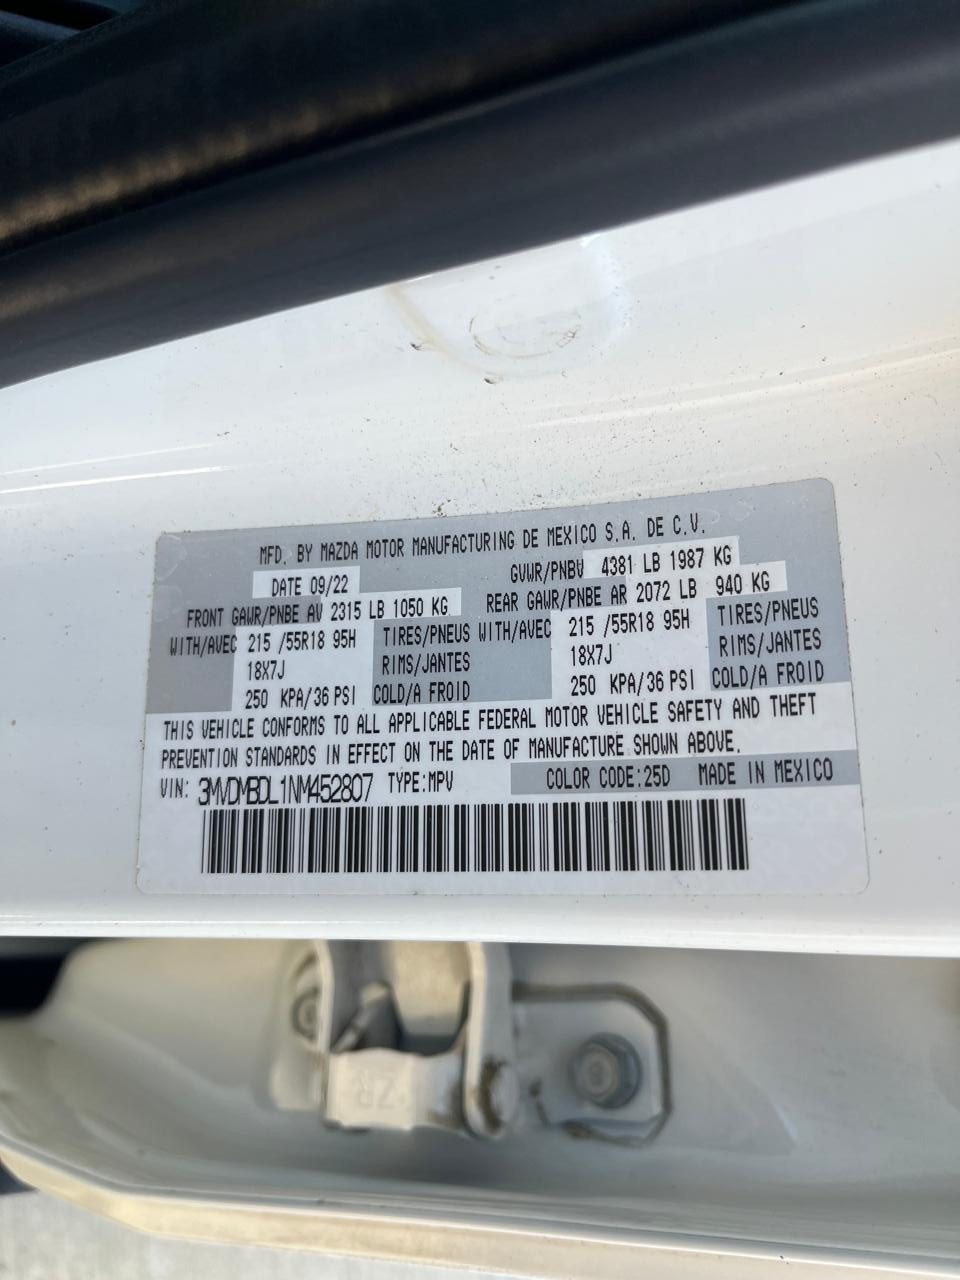 MFD. BY MAZDA MOTOR MANUFACTURING DE MEXICO S.A. DE C.V.
DATE 09/22 GVWR/PNBV 4381 LB 1987 KG
FRONT GAWR/PNBE AV 2315 LB 1050 KG REAR GAWR/PNBE AR 2072 LB 940 KG
WITH/AVEC 215 /55R18 95H TIRES/PNEUS WITH/AVEC 215 /55R18 95H TIRES/PNEUS
18X7J RIMS/JANTES 18X7J RIMS/JANTES
250 KPA/36 PSI COLD/A FROID 250 KPA/36 PSI COLD/A FROID
THIS VEHICLE CONFORMS TO ALL APPLICABLE FEDERAL MOTOR VEHICLE SAFETY AND THEFT
PREVENTION STANDARDS IN EFFECT ON THE DATE OF MANUFACTURE SHOWN ABOVE.
VIN: 3MVDMBDL1NM452807 TYPE:MPV COLOR CODE:25D MADE IN MEXICO
ZR